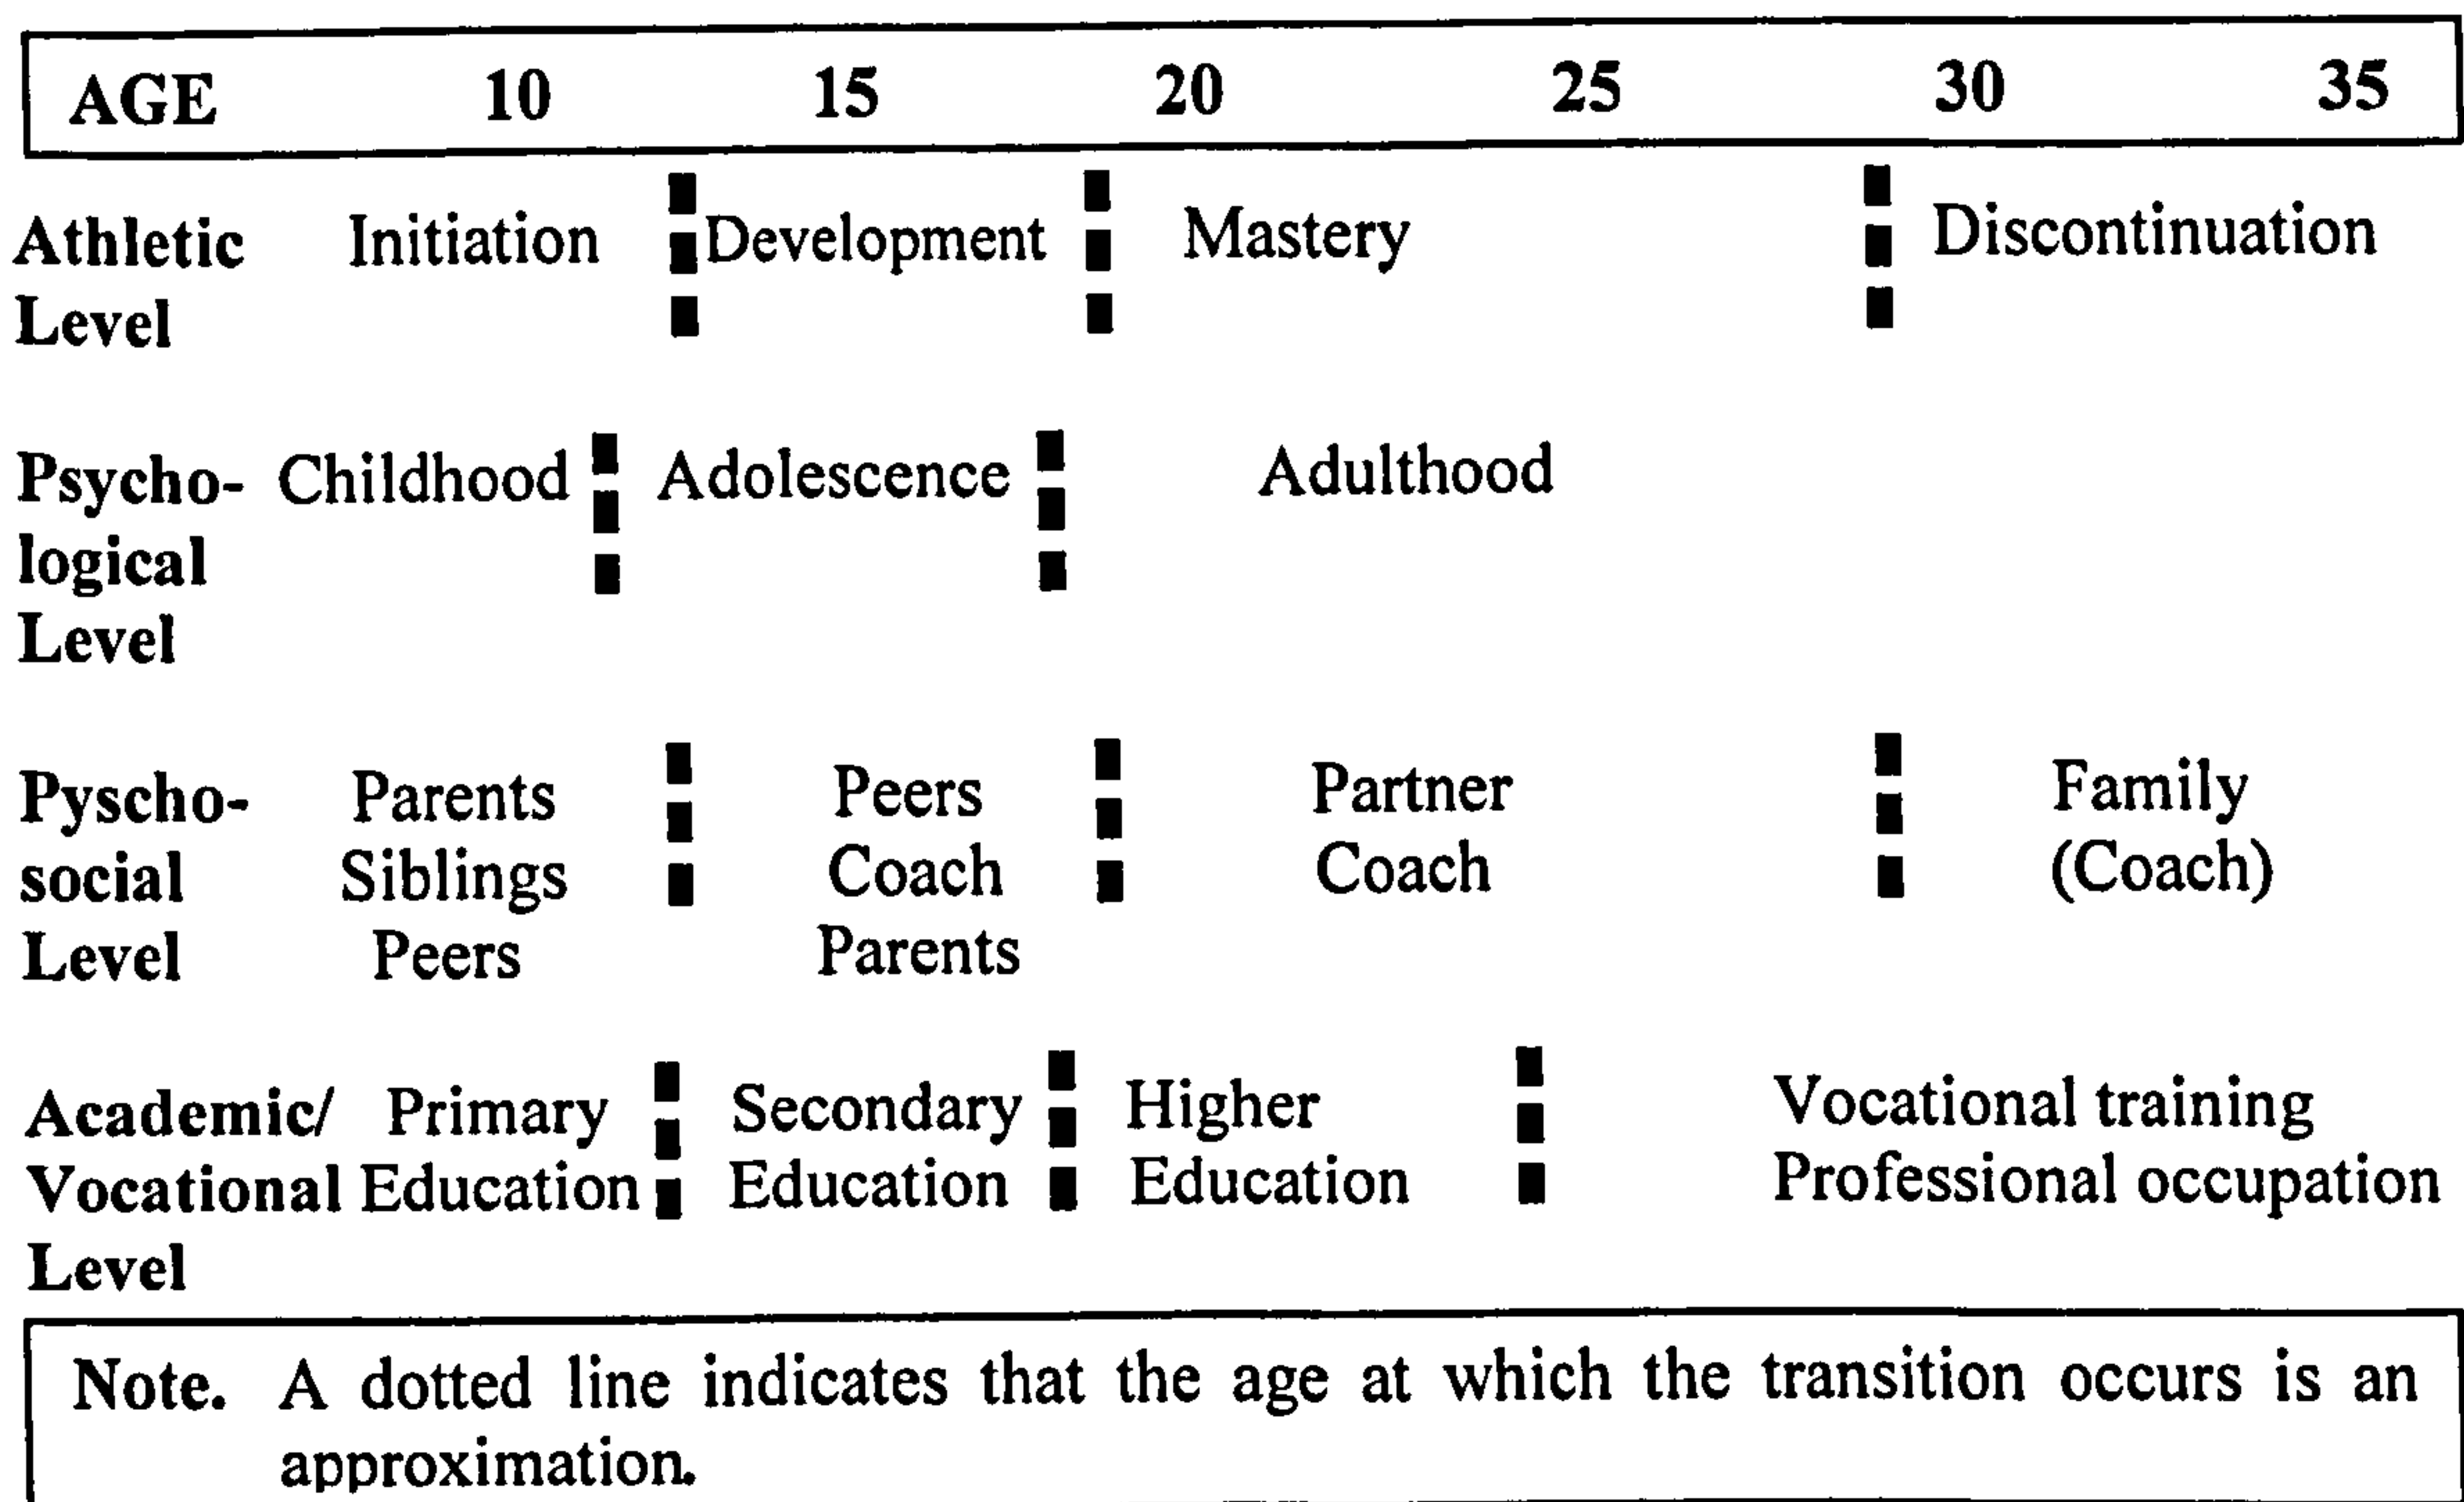 AGE 10 15 20 25 30 35
Athletic Initiation Development Mastery Discontinuation
Level
Psycho- Childhood Adolescence Adulthood
logical
Level
Pyscho- Parents Peers Partner Family
social Siblings Coach Coach (Coach)
Level Peers Parents
Academic/ Primary Secondary Higher Vocational training
Vocational Education Education Education Professional occupation
Level
Note. A dotted line indicates that the age at which the transition occurs is an
approximation.